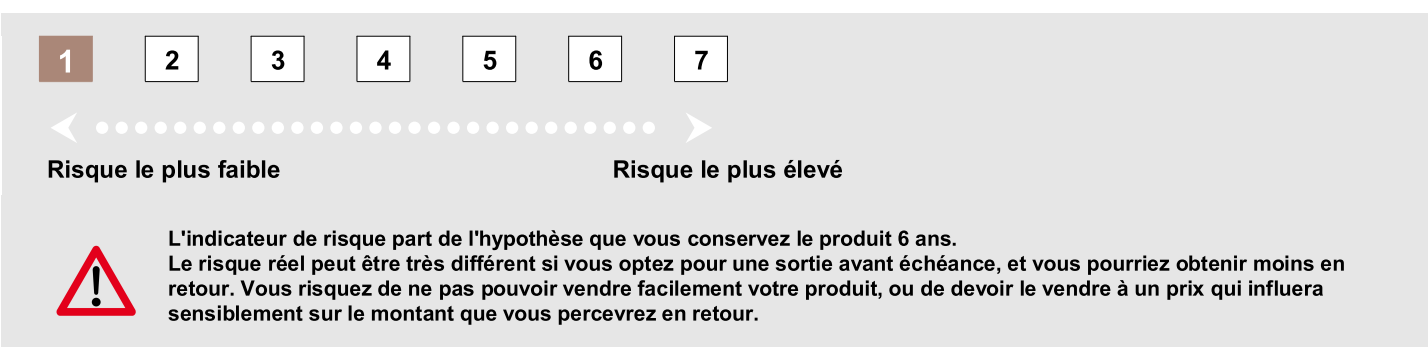 1 2 3 4 5 6 7
Risque le plus faible Risque le plus élevé
L'indicateur de risque part de l'hypothèse que vous conservez le produit 6 ans.
Le risque réel peut être très différent si vous optez pour une sortie avant échéance, et vous pourriez obtenir moins en
retour. Vous risquez de ne pas pouvoir vendre facilement votre produit, ou de devoir le vendre à un prix qui influera
sensiblement sur le montant que vous percevrez en retour.